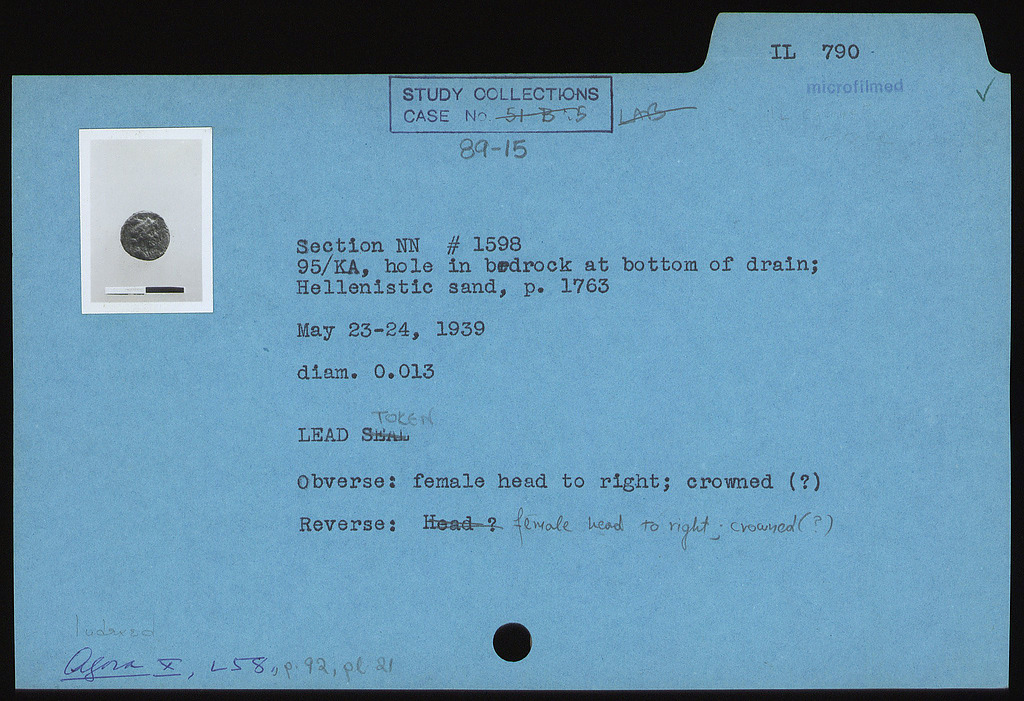 IL 790
microfilmed
✓
STUDY COLLECTIONS
CASE No. 51-B 5 LAB
89-15
Section NN # 1598
95/KA, hole in bedrock at bottom of drain;
Hellenistic sand, p. 1763
May 23-24, 1939
diam. 0.013
TOKEN
LEAD SEAL
Obverse: female head to right; crowned (?)
Reverse: Head ? female head to right; crowned (?)
Indexed
Agora X, L58, p. 92, pl 21